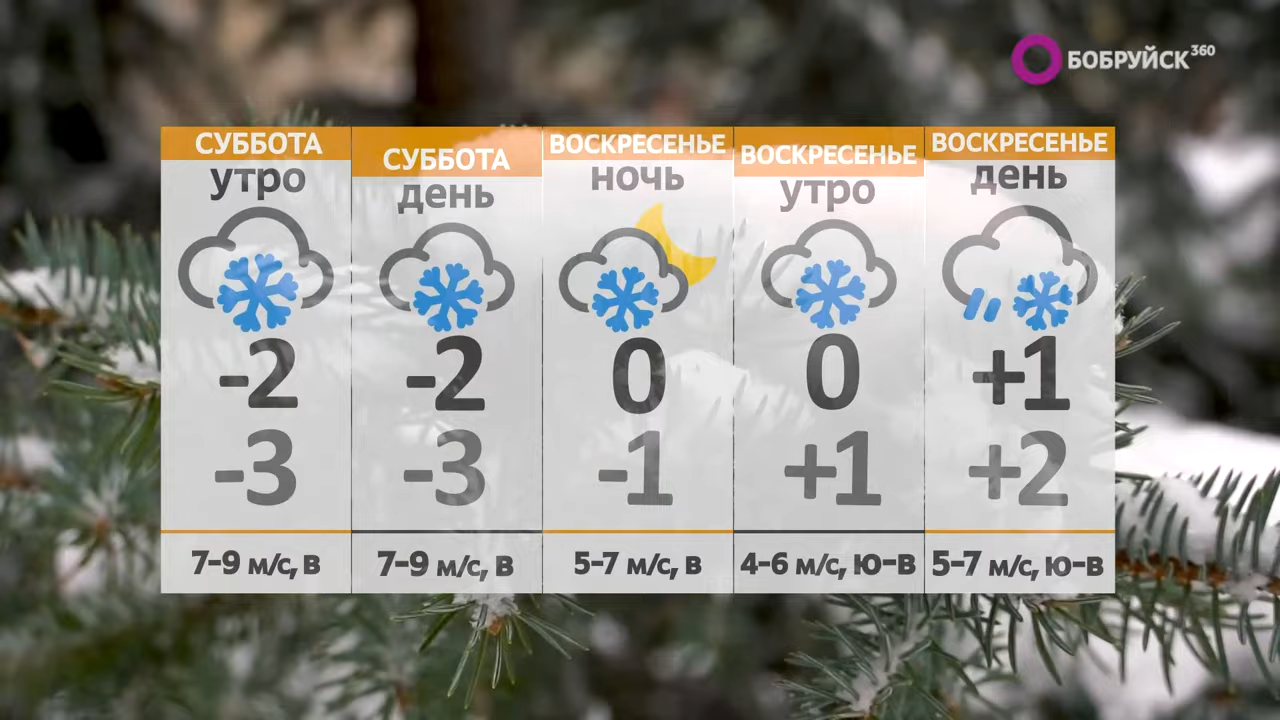 БОБРУЙСК360
СУББОТА
утро
-2
-3
7-9 м/с, в
СУББОТА
день
-2
-3
7-9 м/с, в
ВОСКРЕСЕНЬЕ
ночь
0
-1
5-7 м/с, в
ВОСКРЕСЕНЬЕ
утро
0
+1
4-6 м/с, ю-в
ВОСКРЕСЕНЬЕ
день
+1
+2
5-7 м/с, ю-в